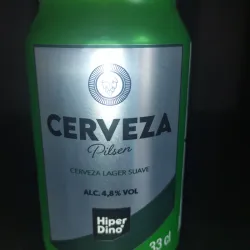 CERVEZA
Pilsen
CERVEZA LAGER SUAVE
ALC. 4,8% VOL
Hiper
Dino
33 cl